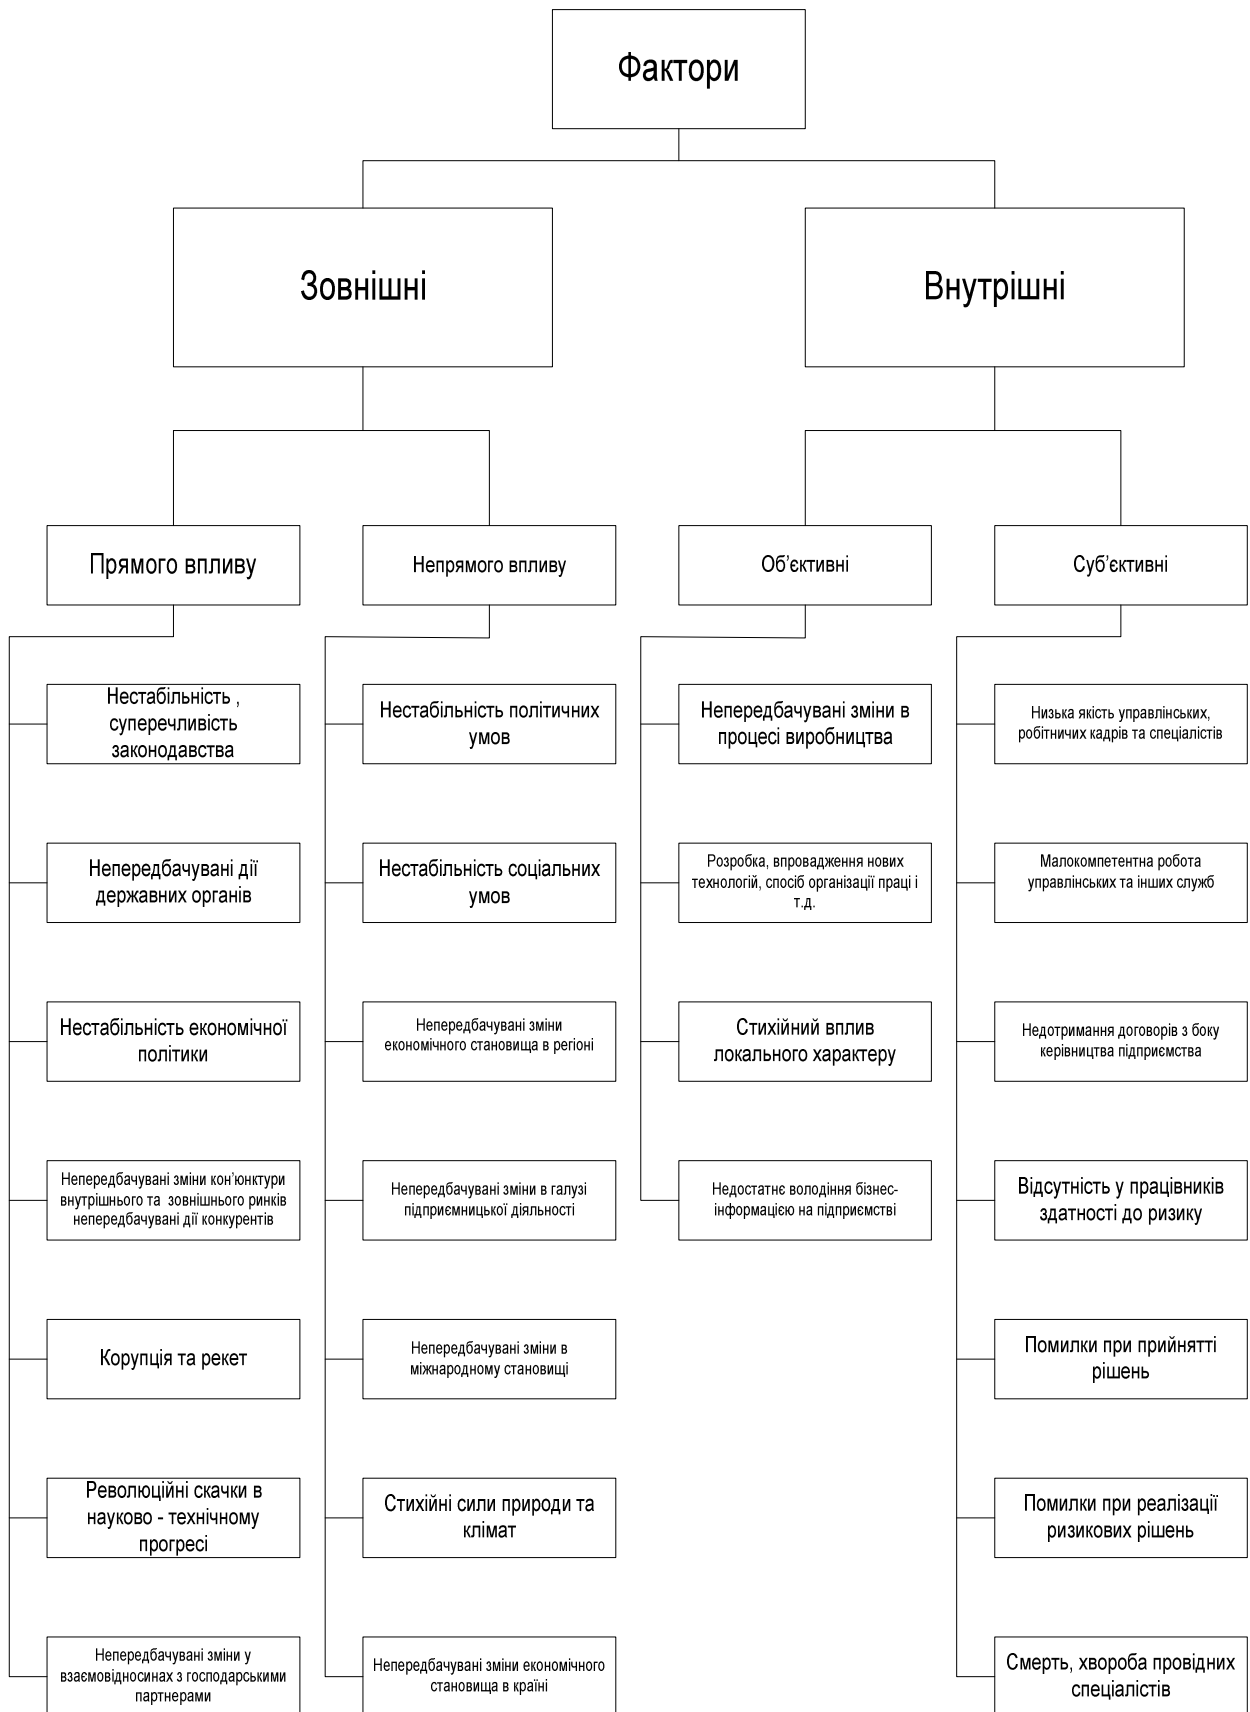 Фактори
Зовнішні
Внутрішні
Прямого впливу
Непрямого впливу
Об’єктивні
Суб’єктивні
Нестабільність ,
суперечливість
законодавства
Непередбачувані дії
державних органів
Нестабільність економічної
політики
Непередбачувані зміни кон’юнктури
внутрішнього та зовнішнього ринків
непередбачувані дії конкурентів
Корупція та рекет
Революційні скачки в
науково - технічному
прогресі
Непередбачувані зміни у
взаємовідносинах з господарськими
партнерами
Нестабільність політичних
умов
Нестабільність соціальних
умов
Непередбачувані зміни
економічного становища в регіоні
Непередбачувані зміни в галузі
підприємницької діяльності
Непередбачувані зміни в
міжнародному становищі
Стихійні сили природи та
клімат
Непередбачувані зміни економічного
становища в країні
Непередбачувані зміни в
процесі виробництва
Розробка, впровадження нових
технологій, спосіб організації праці і
т.д.
Стихійний вплив
локального характеру
Недостатнє володіння бізнес-
інформацією на підприємстві
Низька якість управлінських,
робітничих кадрів та спеціалістів
Малокомпетентна робота
управлінських та інших служб
Недотримання договорів з боку
керівництва підприємства
Відсутність у працівників
здатності до ризику
Помилки при прийнятті
рішень
Помилки при реалізації
ризикових рішень
Смерть, хвороба провідних
спеціалістів